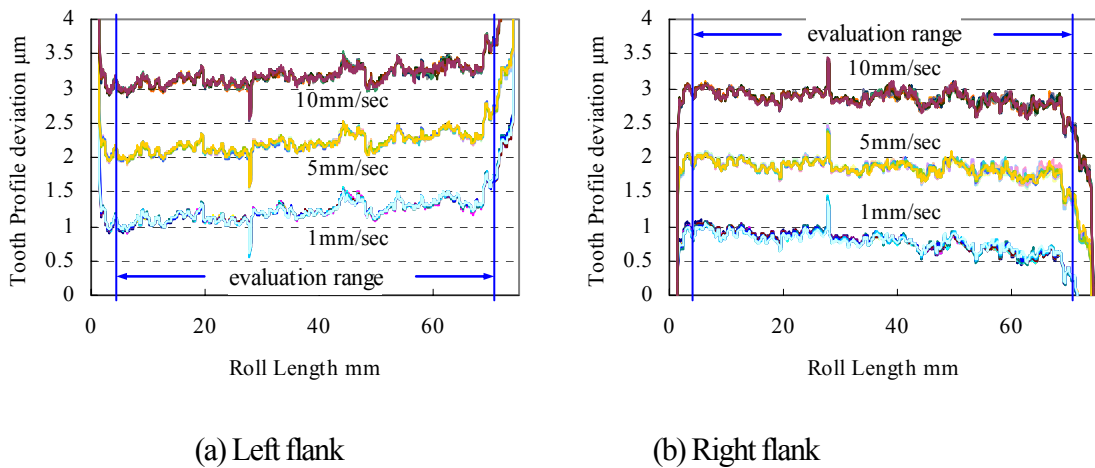 Tooth Profile deviation µm
4
3.5
3
2.5
2
1.5
1
0.5
0
10mm/sec
5mm/sec
1mm/sec
evaluation range
0 20 40 60
Roll Length mm
(a) Left flank
Tooth Profile deviation µm
4
3.5
3
2.5
2
1.5
1
0.5
0
evaluation range
10mm/sec
5mm/sec
1mm/sec
0 20 40 60
Roll Length mm
(b) Right flank